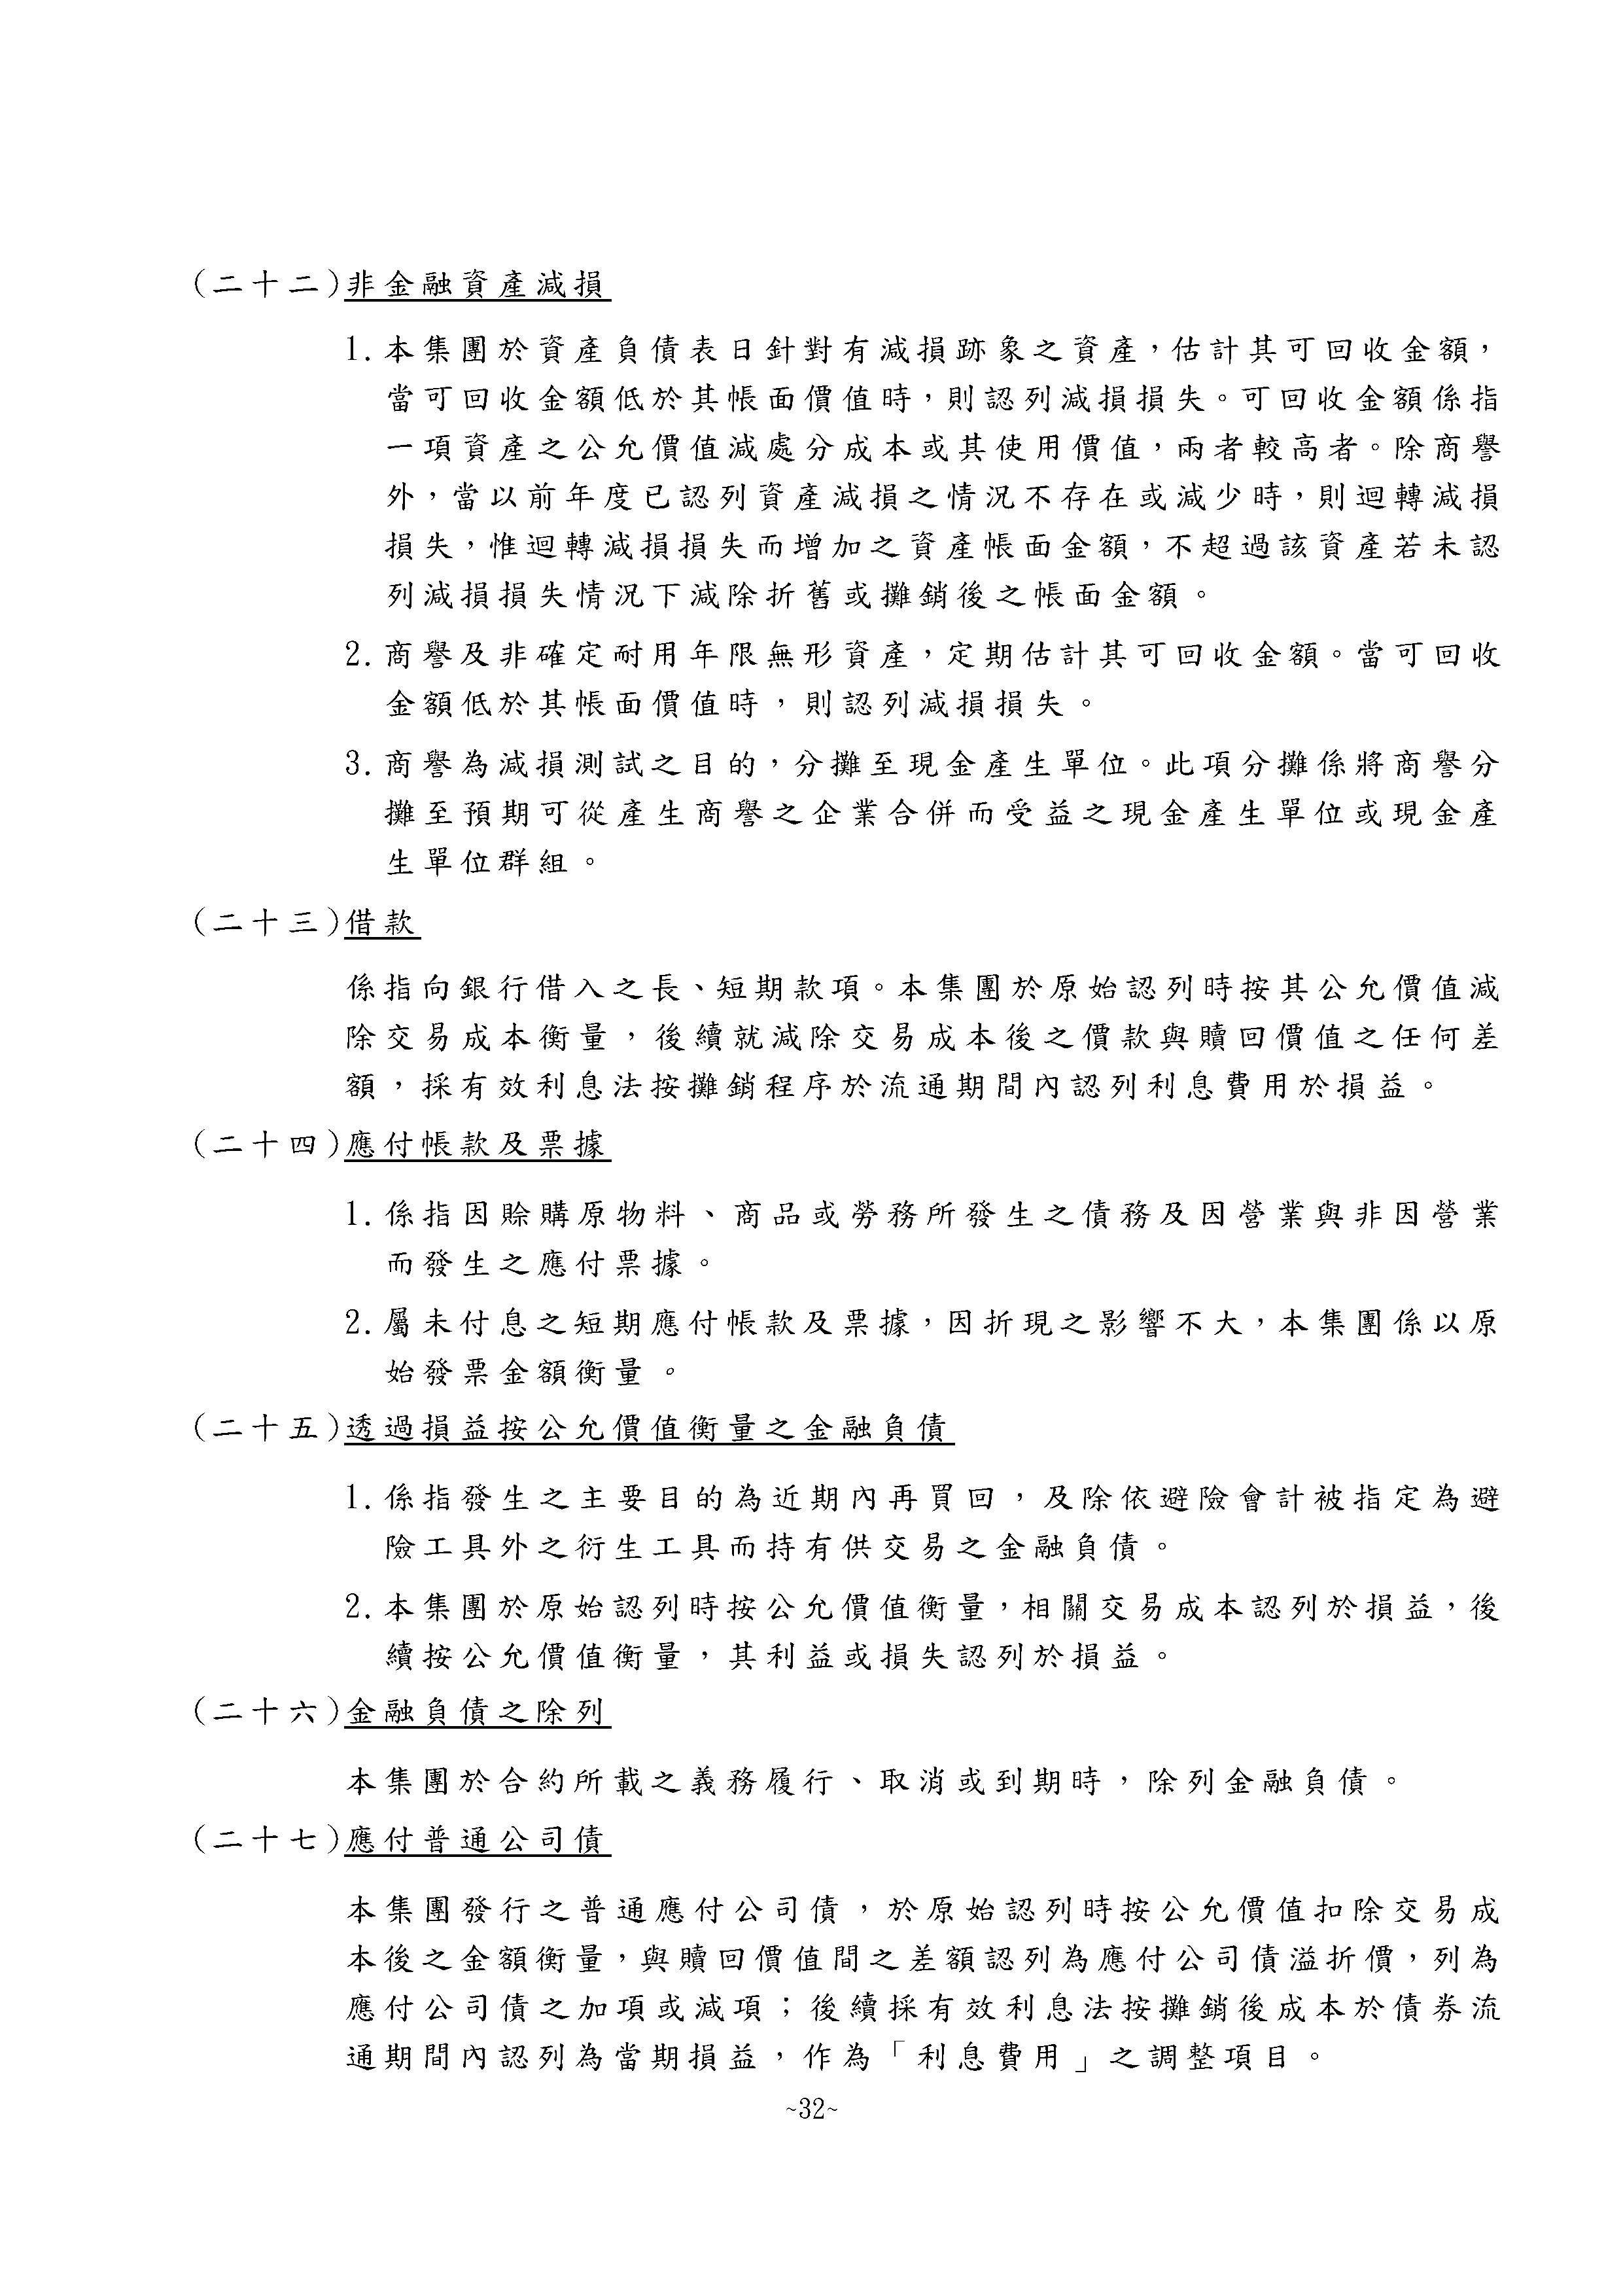 (二十二)非金融資產減損
1.本集團於資產負債表日針對有減損跡象之資產，估計其可回收金額，
當可回收金額低於其帳面價值時，則認列減損損失。可回收金額係指
一項資產之公允價值減處分成本或其使用價值，兩者較高者。除商譽
外，當以前年度已認列資產減損之情況不存在或減少時，則迴轉減損
損失，惟迴轉減損損失而增加之資產帳面金額，不超過該資產若未認
列減損損失情況下減除折舊或攤銷後之帳面金額。
2.商譽及非確定耐用年限無形資產，定期估計其可回收金額。當可回收
金額低於其帳面價值時，則認列減損損失。
3.商譽為減損測試之目的，分攤至現金產生單位。此項分攤係將商譽分
攤至預期可從產生商譽之企業合併而受益之現金產生單位或現金產
生單位群組。
(二十三)借款
係指向銀行借入之長、短期款項。本集團於原始認列時按其公允價值減
除交易成本衡量，後續就減除交易成本後之價款與贖回價值之任何差
額，採有效利息法按攤銷程序於流通期間內認列利息費用於損益。
(二十四)應付帳款及票據
1.係指因賒購原物料、商品或勞務所發生之債務及因營業與非因營業
而發生之應付票據。
2.屬未付息之短期應付帳款及票據，因折現之影響不大，本集團係以原
始發票金額衡量。
(二十五)透過損益按公允價值衡量之金融負債
1.係指發生之主要目的為近期內再買回，及除依避險會計被指定為避
險工具外之衍生工具而持有供交易之金融負債。
2.本集團於原始認列時按公允價值衡量，相關交易成本認列於損益，後
續按公允價值衡量，其利益或損失認列於損益。
(二十六)金融負債之除列
本集團於合約所載之義務履行、取消或到期時，除列金融負債。
(二十七)應付普通公司債
本集團發行之普通應付公司債，於原始認列時按公允價值扣除交易成
本後之金額衡量，與贖回價值間之差額認列為應付公司債溢折價，列為
應付公司債之加項或減項；後續採有效利息法按攤銷後成本於債券流
通期間內認列為當期損益，作為「利息費用」之調整項目。
~32~